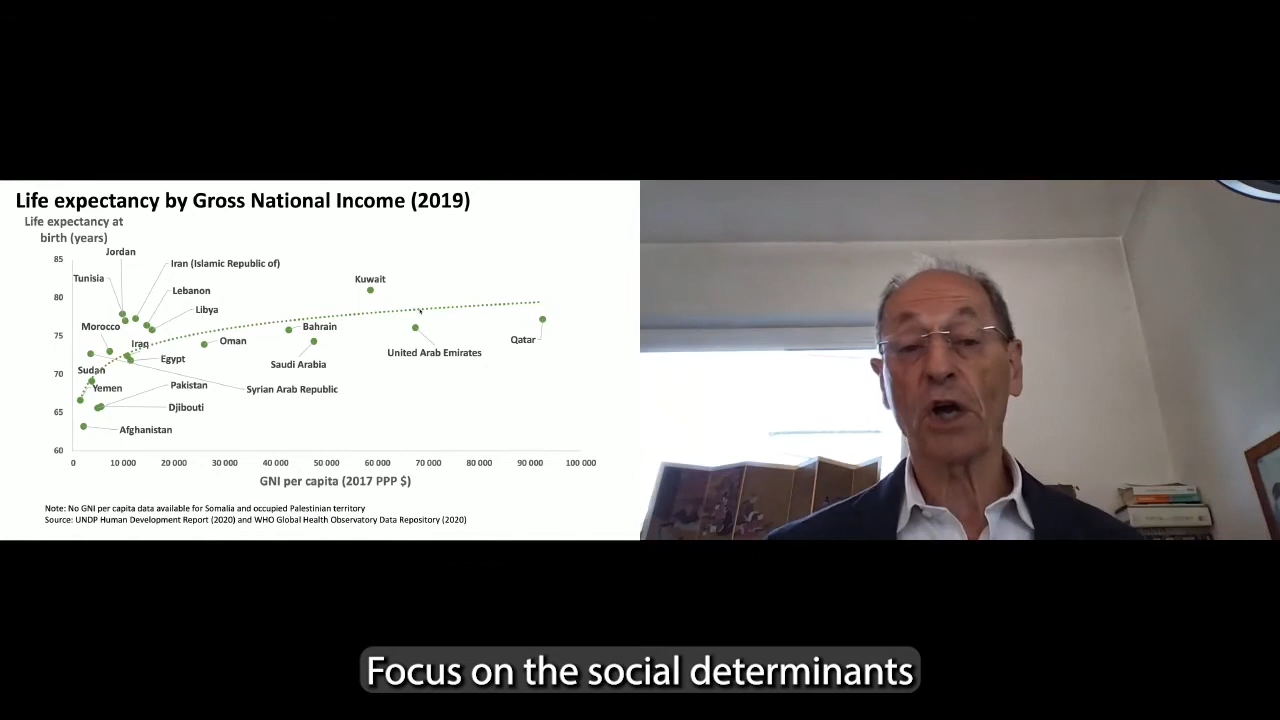 Life expectancy by Gross National Income (2019)
Life expectancy at
birth (years)
Jordan
85
Iran (Islamic Republic of)
Tunisia
Kuwait
Lebanon
80
Libya
Morocco
Bahrain
75
Iraq
Oman
Qatar
United Arab Emirates
Egypt
Saudi Arabia
Sudan
70
Yemen
Pakistan
Syrian Arab Republic
Djibouti
65
Afghanistan
60
0 10 000 20 000 30 000 40 000 50 000 60 000 70 000 80 000 90 000 100 000
GNI per capita (2017 PPP $)
Note: No GNI per capita data available for Somalia and occupied Palestinian territory
Source: UNDP Human Development Report (2020) and WHO Global Health Observatory Data Repository (2020)
Focus on the social determinants